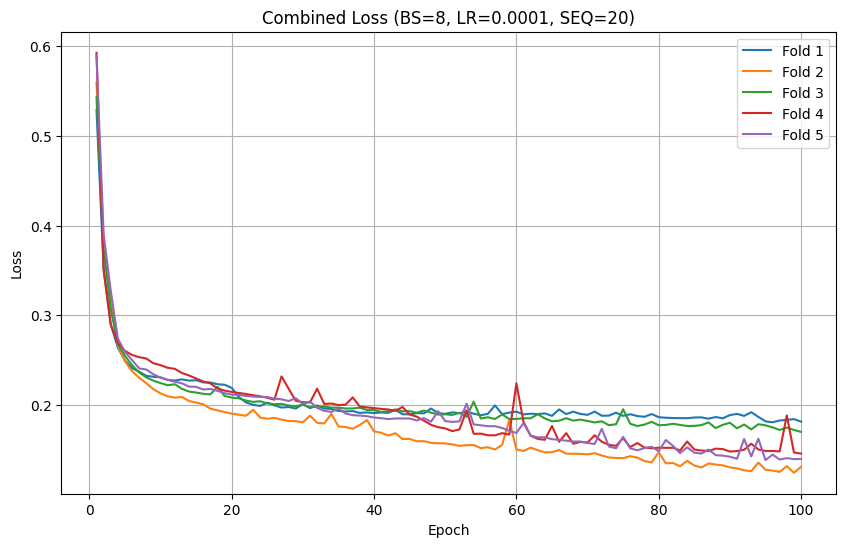 Combined Loss (BS=8, LR=0.0001, SEQ=20)
Fold 1
Fold 2
Fold 3
Fold 4
Fold 5
Loss
0.6
0.5
0.4
0.3
0.2
0
20
40
60
80
100
Epoch